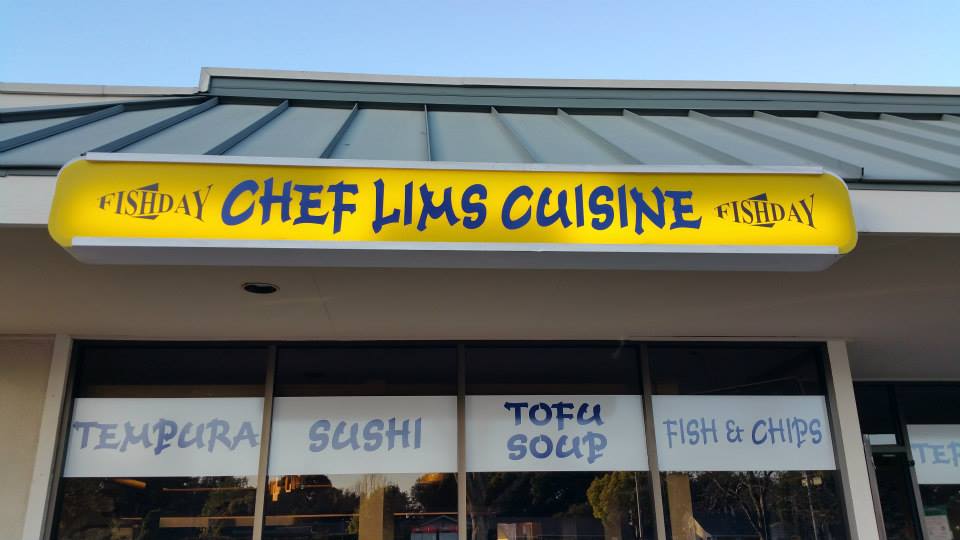 FISHDAY CHEF LIMS CUISINE FISHDAY
TEMPURA
SUSHI
TOFU
SOUP
FISH & CHIPS